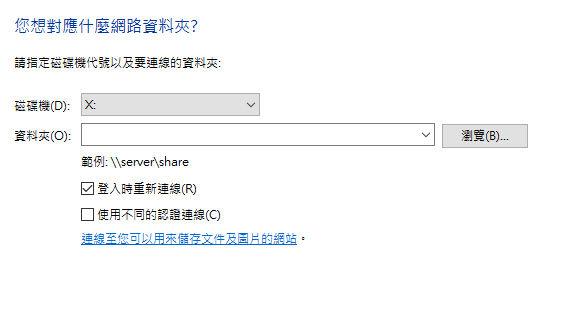 您想對應什麼網路資料夾?
請指定磁碟機代號以及要連線的資料夾:
磁碟機(D): X:
資料夾(O): 瀏覽(B)...
範例: \\server\share
登入時重新連線(R)
使用不同的認證連線(C)
連線至您可以用來儲存文件及圖片的網站。